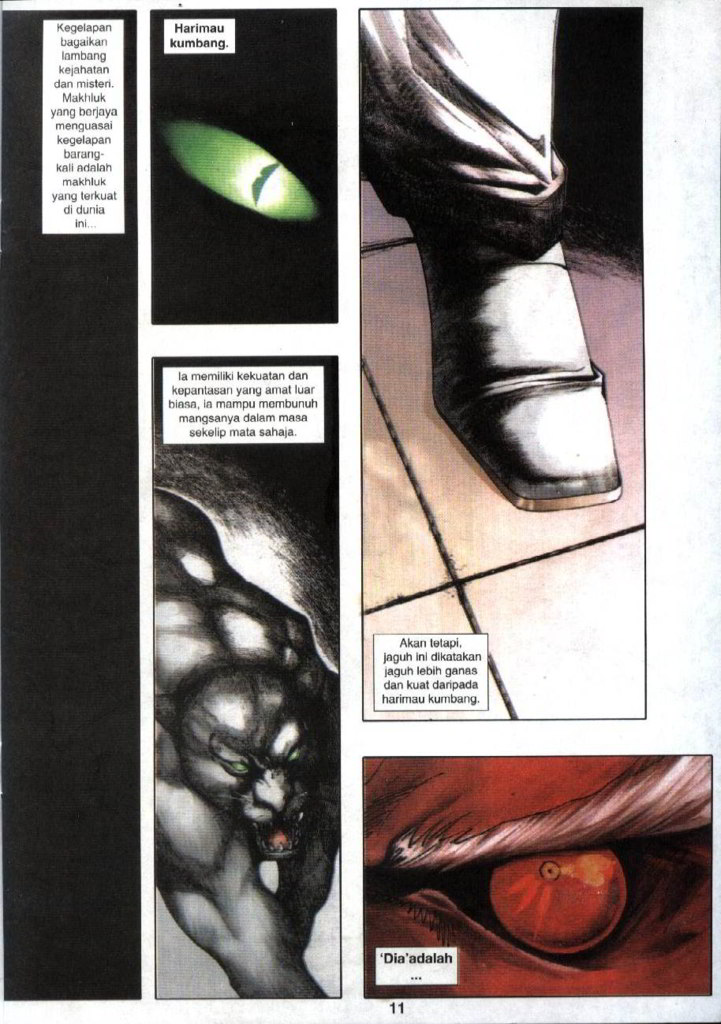 Kegelapan
bagaikan
lambang
kejahatan
dan misteri.
Makhluk
yang berjaya
menguasai
kegelapan
barang-
kali adalah
makhluk
yang terkuat
di dunia
ini...
Harimau
kumbang.
Ia memiliki kekuatan dan
kepantasan yang amat luar
biasa, ia mampu membunuh
mangsanya dalam masa
sekelip mata sahaja.
Akan tetapi,
jaguh ini dikatakan
jaguh lebih ganas
dan kuat daripada
harimau kumbang.
'Dia'adalah
...
11